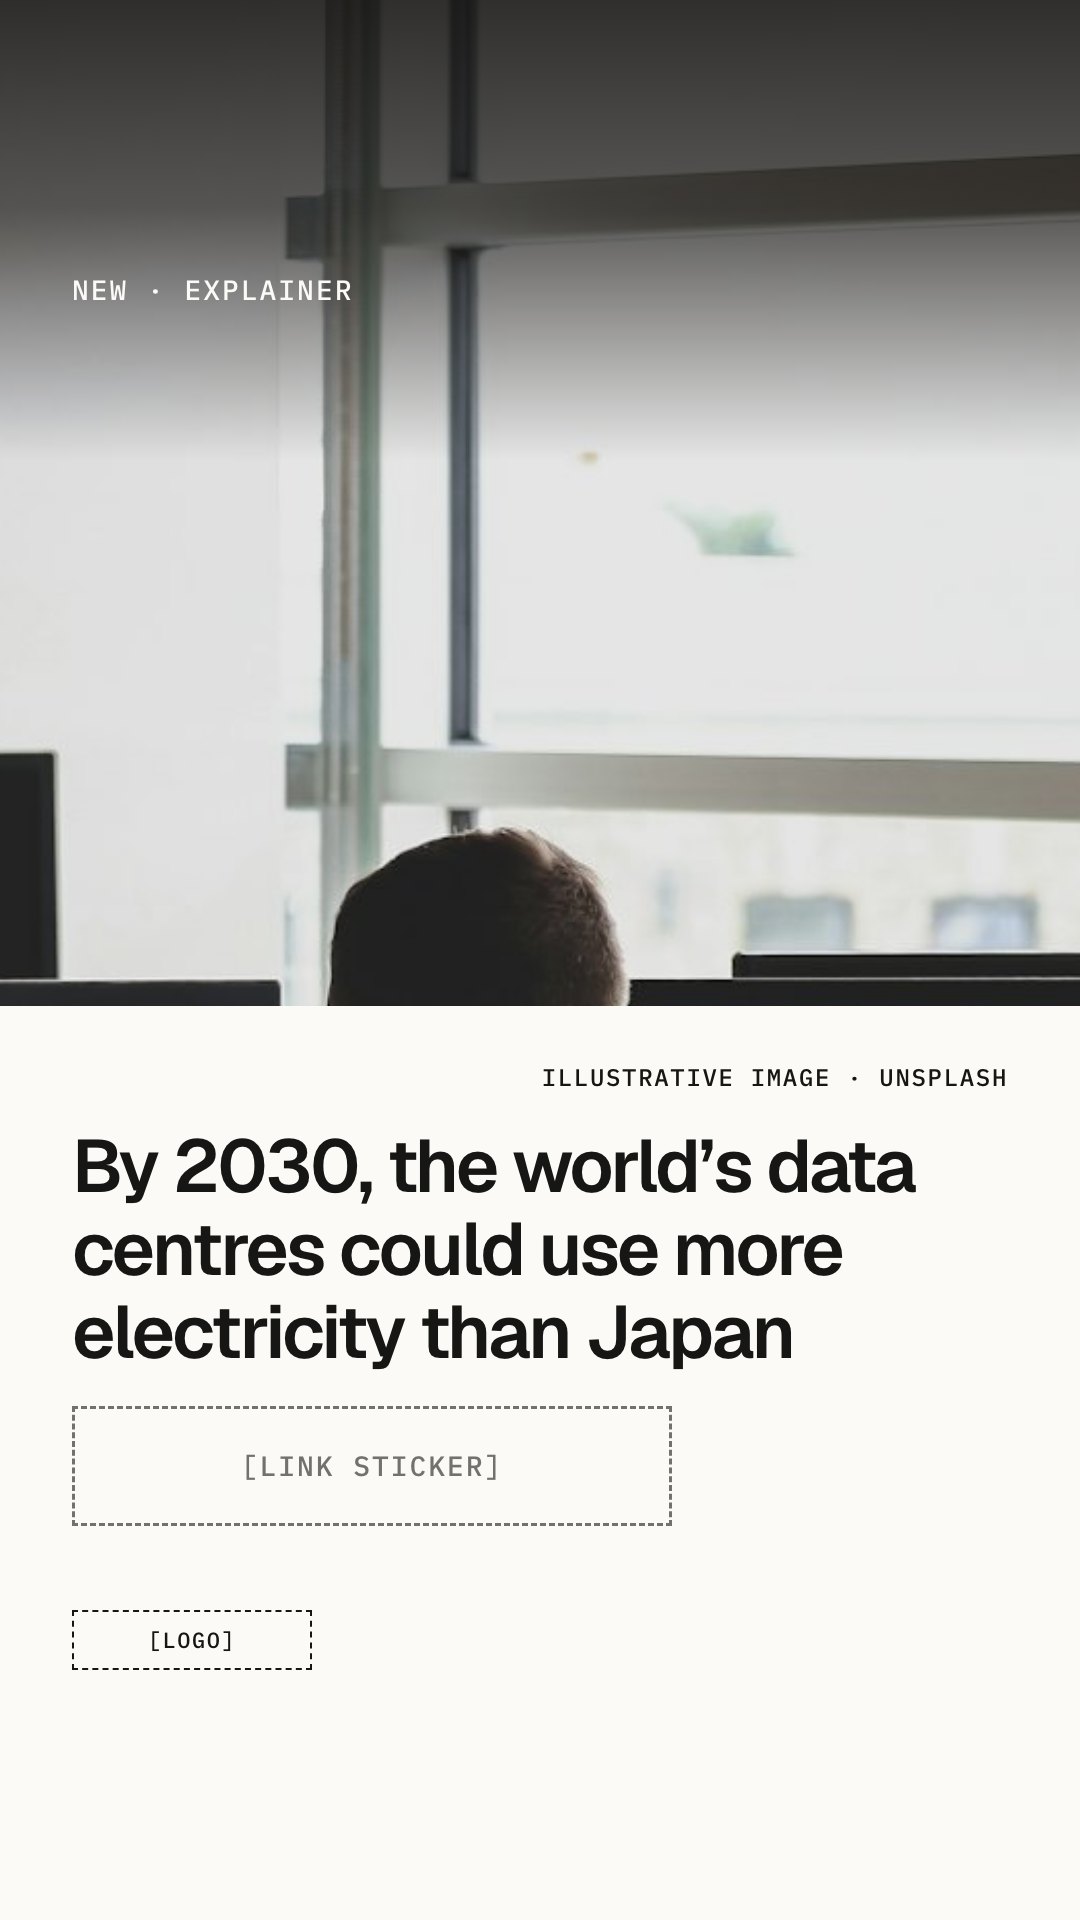 NEW · EXPLAINER
ILLUSTRATIVE IMAGE · UNSPLASH
By 2030, the world’s data
centres could use more
electricity than Japan
[LINK STICKER]
[LOGO]